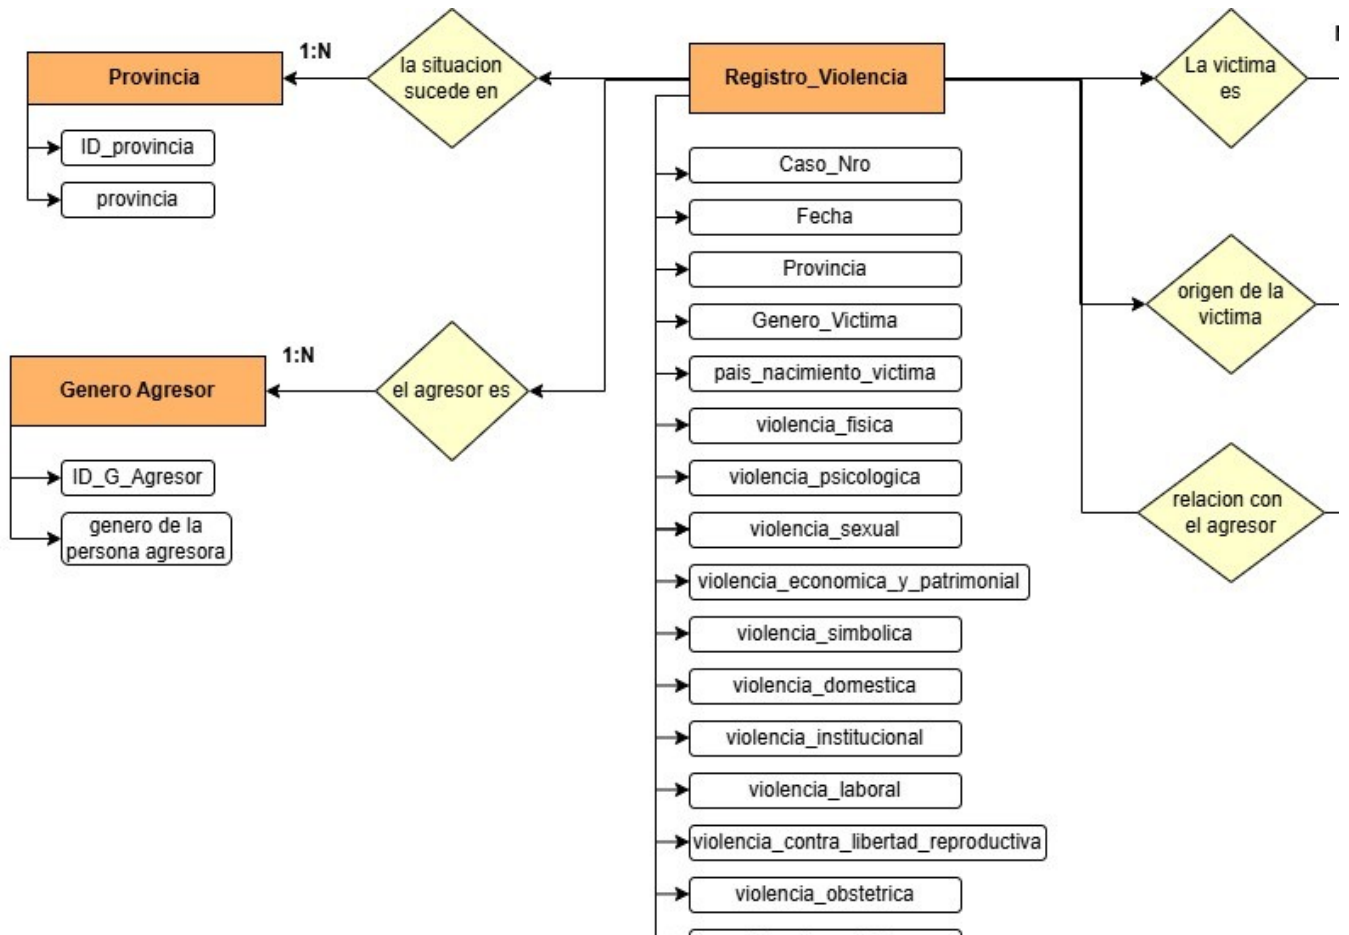 1:N
Provincia
la situacion
sucede en
Registro_Violencia
La victima
es
ID_provincia
provincia
Caso_Nro
Fecha
Provincia
Genero_Victima
pais_nacimiento_victima
violencia_fisica
violencia_psicologica
violencia_sexual
violencia_economica_y_patrimonial
violencia_simbolica
violencia_domestica
violencia_institucional
violencia_laboral
violencia_contra_libertad_reproductiva
violencia_obstetrica
origen de la
victima
relacion con
el agresor
1:N
Genero Agresor
el agresor es
ID_G_Agresor
genero de la
persona agresora